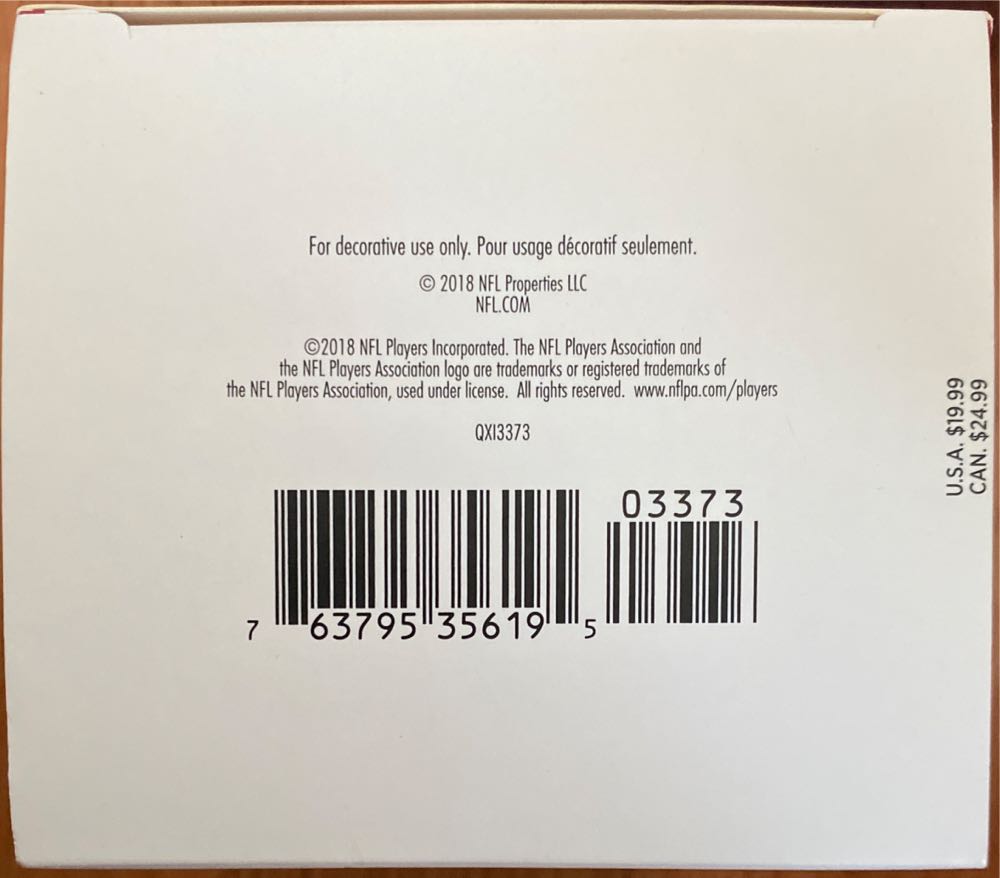 For decorative use only. Pour usage décoratif seulement.
© 2018 NFL Properties LLC
NFL.COM
©2018 NFL Players Incorporated. The NFL Players Association and
the NFL Players Association logo are trademarks or registered trademarks of
the NFL Players Association, used under license. All rights reserved. www.nflpa.com/players
QXI3373
03373
7 63795 35619 5
U.S.A. $19.99
CAN. $24.99